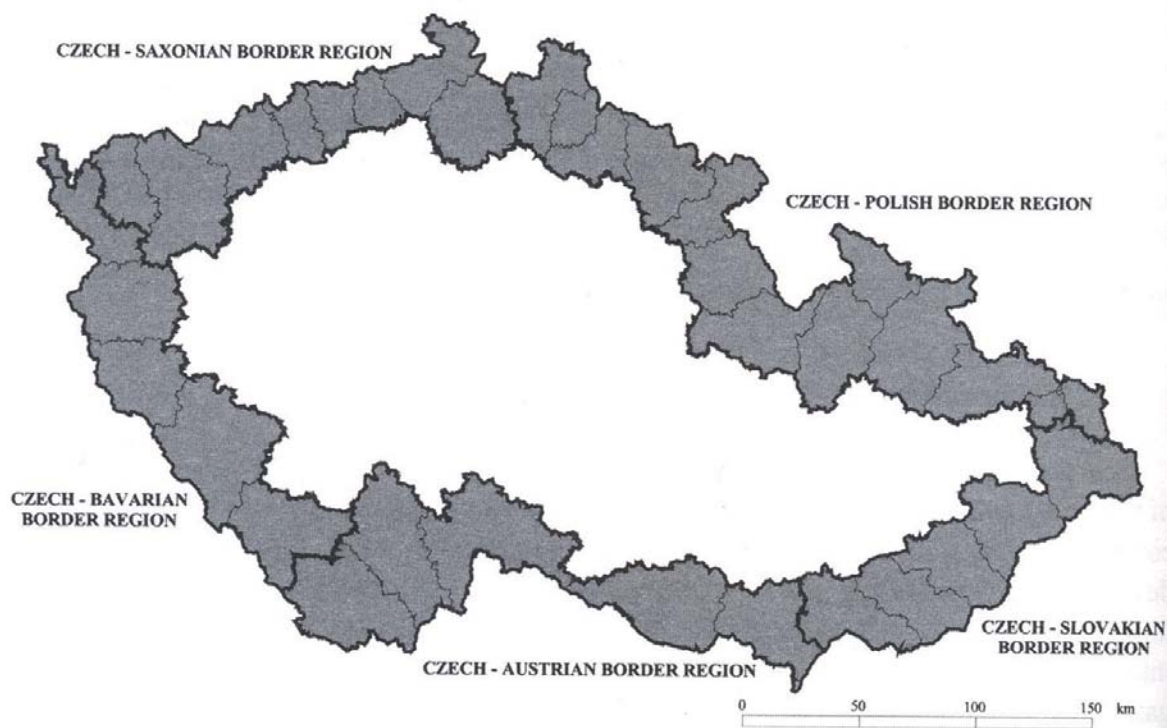 CZECH - SAXONIAN BORDER REGION
CZECH - POLISH BORDER REGION
CZECH - BAVARIAN
BORDER REGION
CZECH - SLOVAKIAN
BORDER REGION
CZECH - AUSTRIAN BORDER REGION
0 50 100 150 km